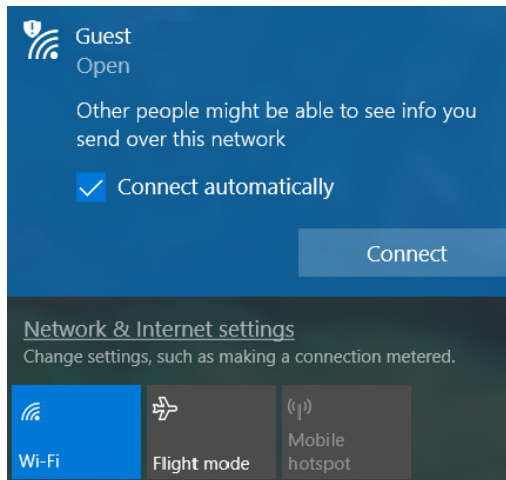 Guest
Open
Other people might be able to see info you
send over this network
Connect automatically
Connect
Network & Internet settings
Change settings, such as making a connection metered.
Wi-Fi
Flight mode
Mobile
hotspot